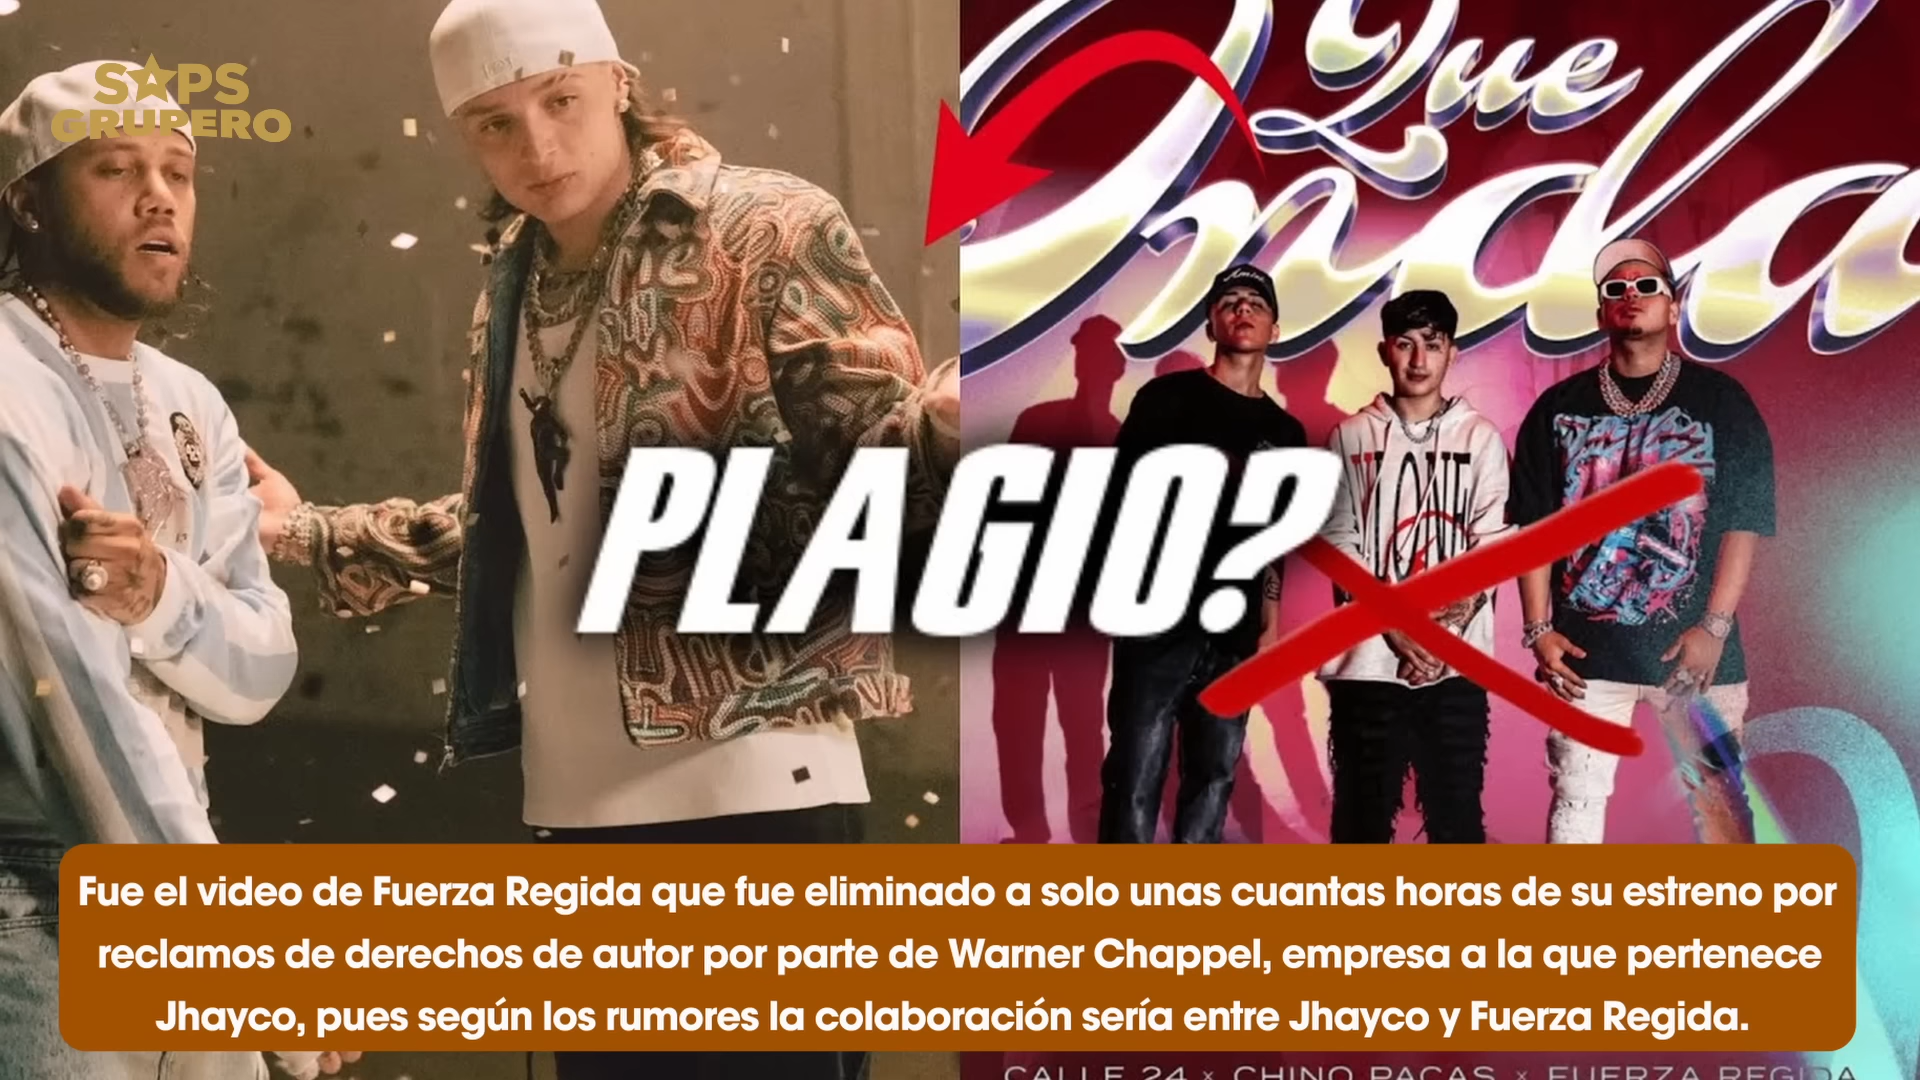 SAPS
GRUPERO
Que
Onda
Amiri
VLONE
PLAGIO?
Fue el video de Fuerza Regida que fue eliminado a solo unas cuantas horas de su estreno por
reclamos de derechos de autor por parte de Warner Chappel, empresa a la que pertenece
Jhayco, pues según los rumores la colaboración sería entre Jhayco y Fuerza Regida.
CALLE 24 x CHINO PACAS x FUERZA REGIDA